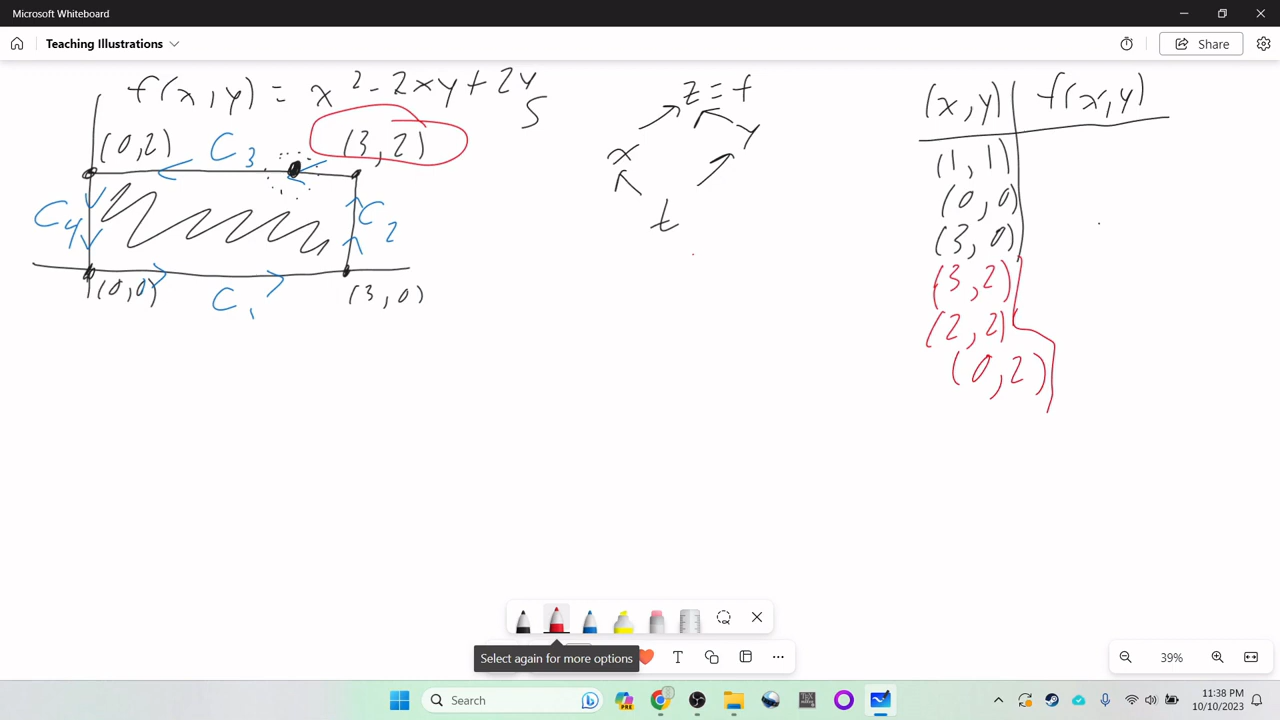 Microsoft Whiteboard
Teaching Illustrations
Share
f(x,y) = x² - 2xy + 2y
S
(0,2)
C₃
(3,2)
C₄
C₂
(0,0)
C₁
(3,0)
z = f
x
y
t
(x,y) f(x,y)
(1,1)
(0,0)
(3,0)
(3,2)
(2,2)
(0,2)
Select again for more options
T
39%
Search
PRE
11:38 PM
10/10/2023